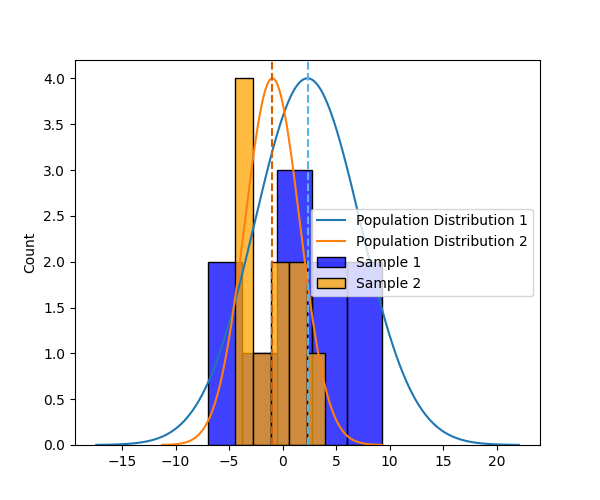 4.0
3.5
3.0
2.5
2.0
1.5
1.0
0.5
0.0
Count
Population Distribution 1
Population Distribution 2
Sample 1
Sample 2
−15 −10 −5 0 5 10 15 20